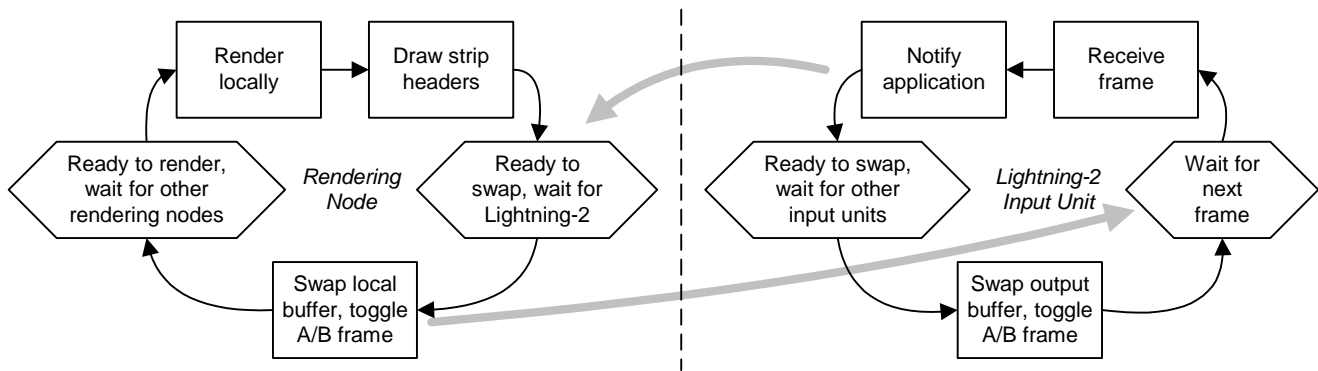 Render
locally
Draw strip
headers
Ready to render,
wait for other
rendering nodes
Rendering
Node
Ready to
swap, wait for
Lightning-2
Swap local
buffer, toggle
A/B frame
Notify
application
Receive
frame
Ready to swap,
wait for other
input units
Lightning-2
Input Unit
Wait for
next
frame
Swap output
buffer, toggle
A/B frame